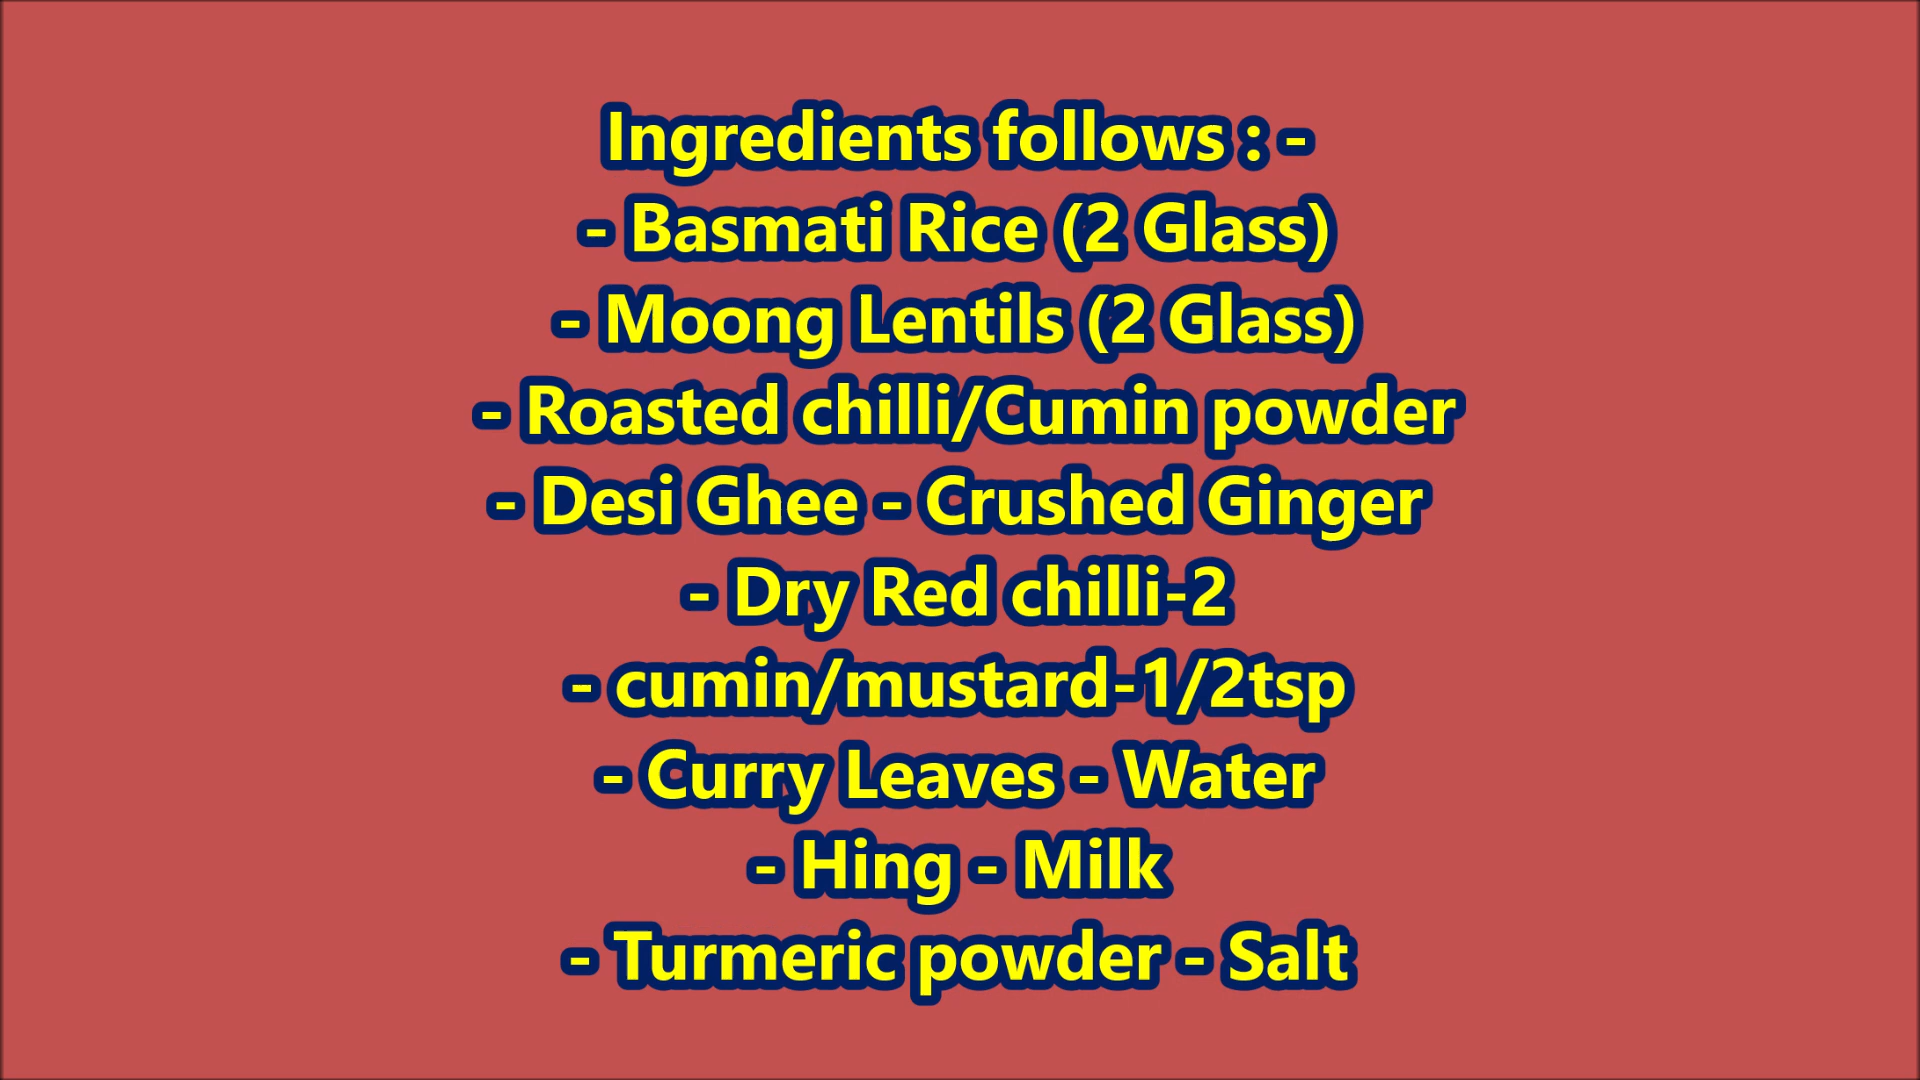 Ingredients follows : -
- Basmati Rice (2 Glass)
- Moong Lentils (2 Glass)
- Roasted chilli/Cumin powder
- Desi Ghee - Crushed Ginger
- Dry Red chilli-2
- cumin/mustard-1/2tsp
- Curry Leaves - Water
- Hing - Milk
- Turmeric powder - Salt